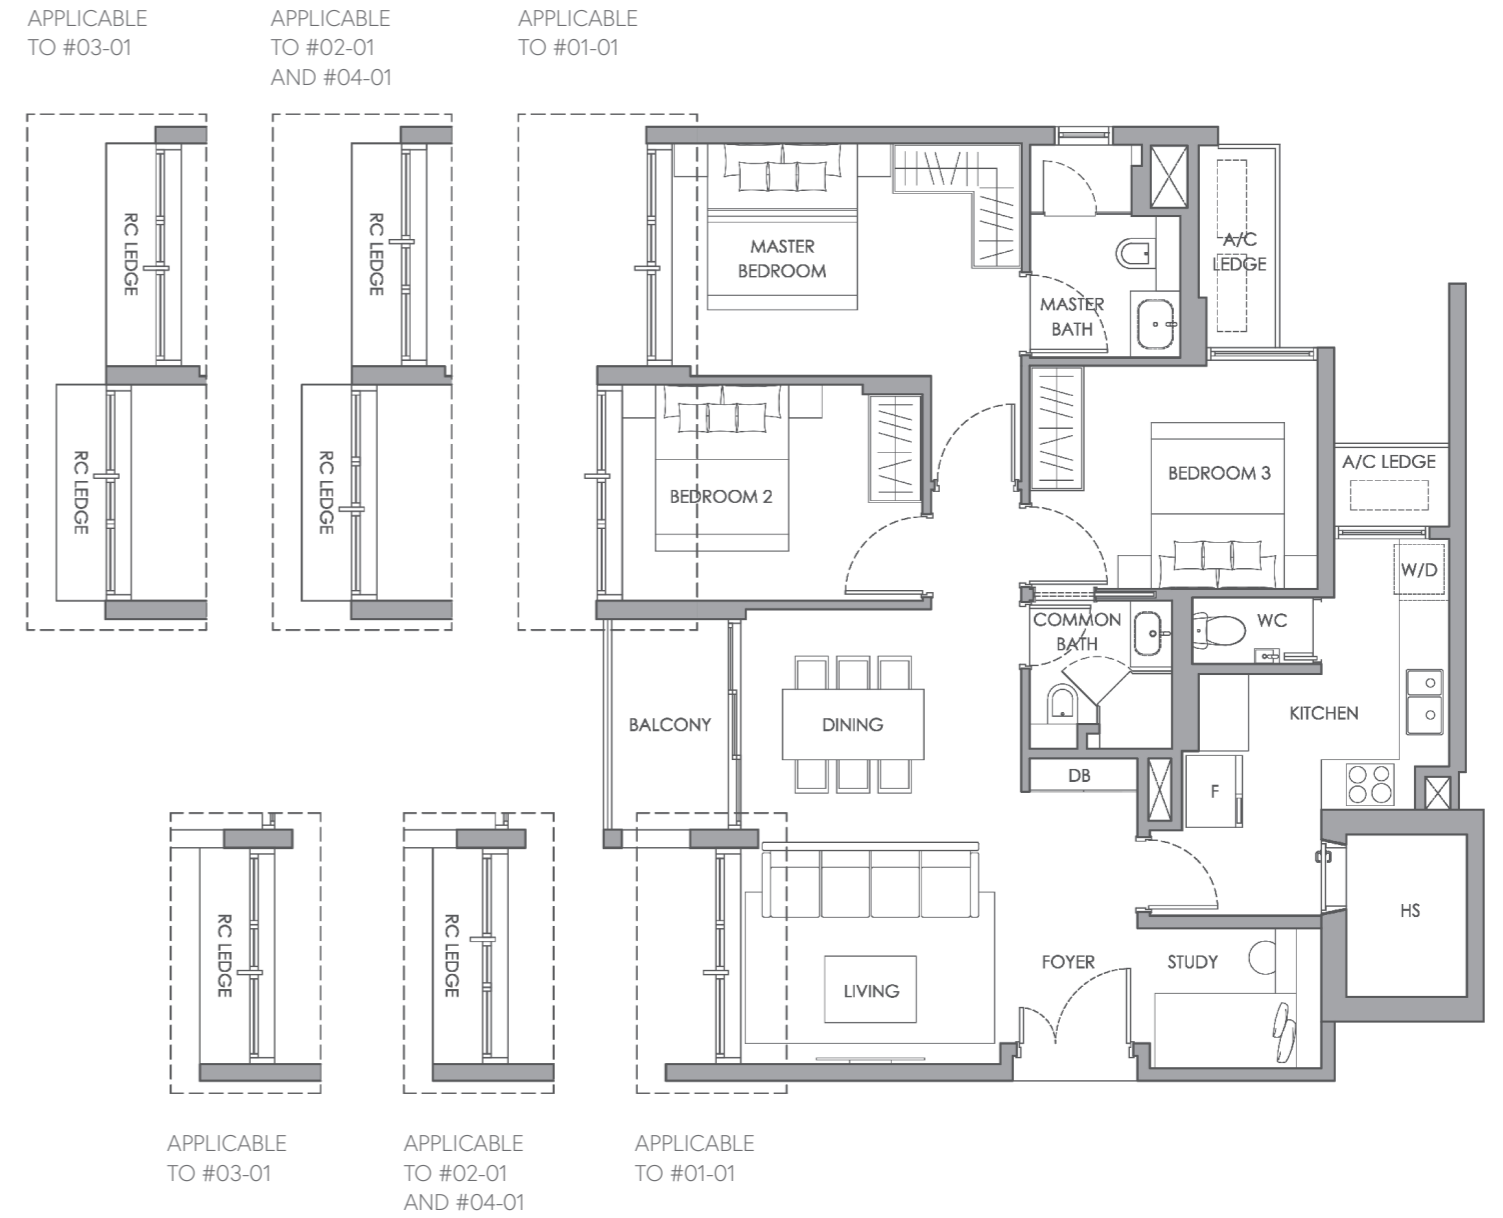 APPLICABLE
TO #03-01
APPLICABLE
TO #02-01
AND #04-01
APPLICABLE
TO #01-01
RC LEDGE
RC LEDGE
MASTER
BEDROOM
A/C
LEDGE
MASTER
BATH
RC LEDGE
RC LEDGE
BEDROOM 2
BEDROOM 3
A/C LEDGE
W/D
COMMON
BATH
WC
BALCONY
DINING
KITCHEN
DB
F
RC LEDGE
RC LEDGE
LIVING
FOYER
STUDY
HS
APPLICABLE
TO #03-01
APPLICABLE
TO #02-01
AND #04-01
APPLICABLE
TO #01-01